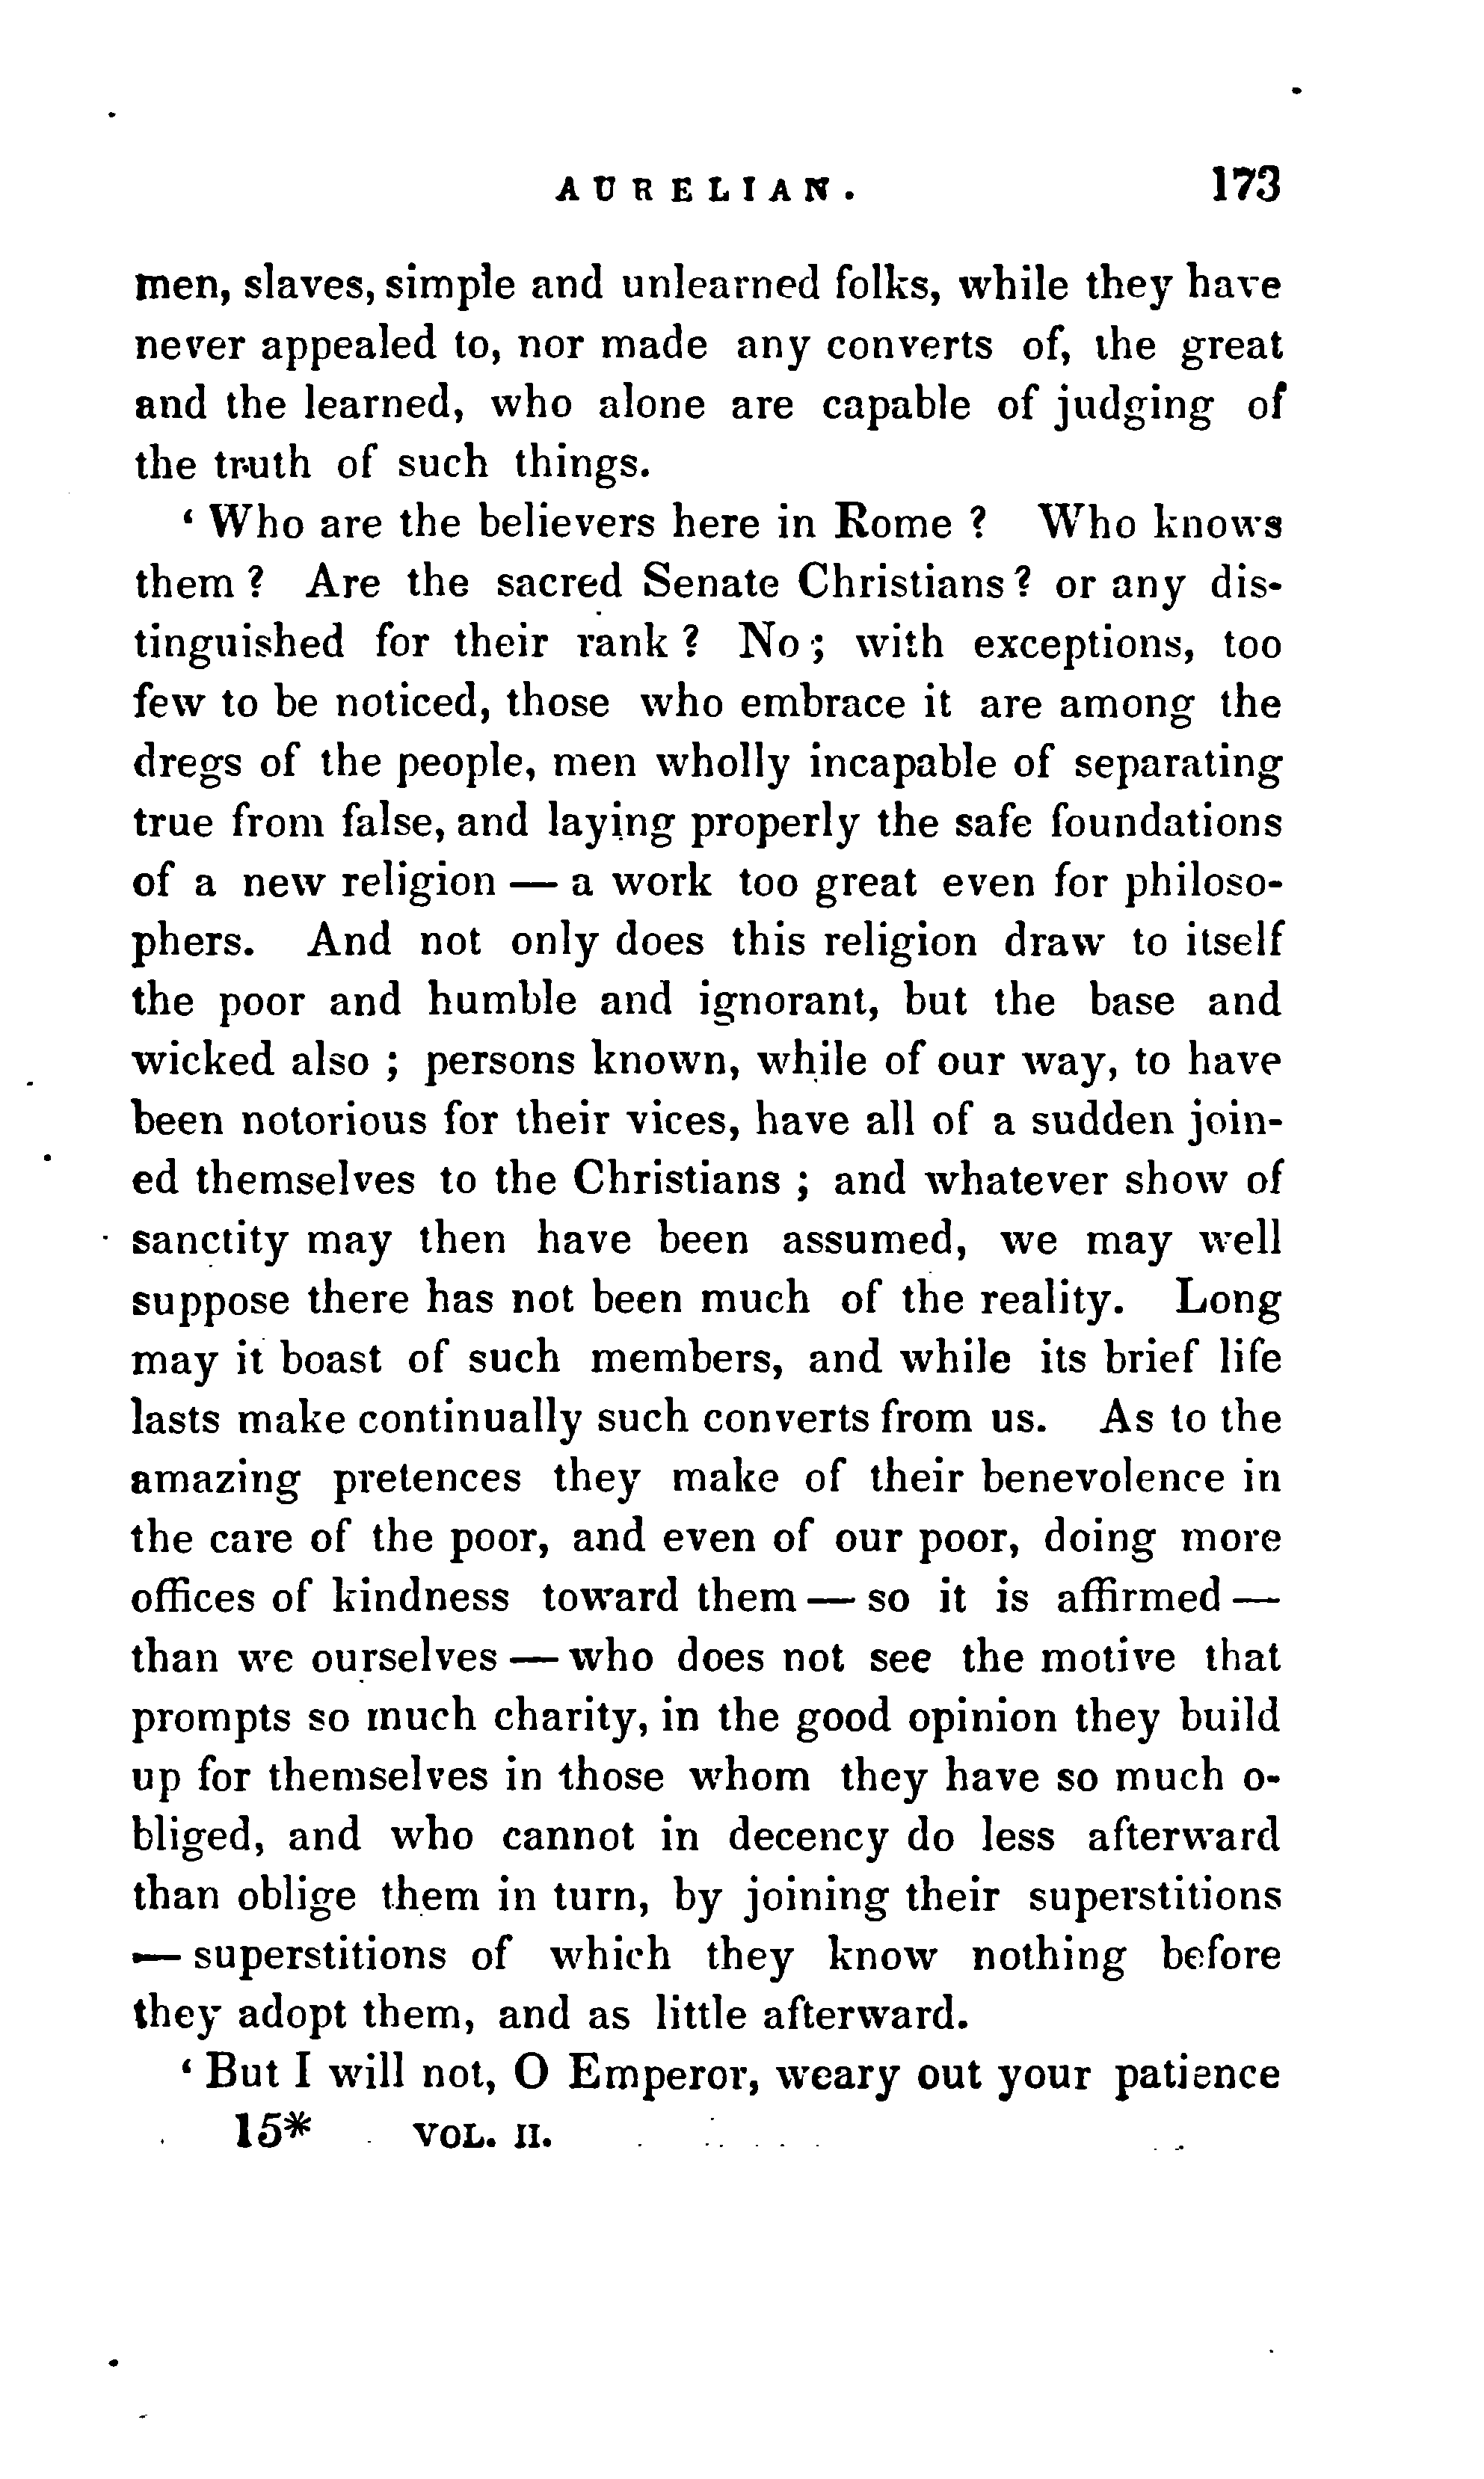 AURELIAN. 173
men, slaves, simple and unlearned folks, while they have
never appealed to, nor made any converts of, the great
and the learned, who alone are capable of judging of
the truth of such things.
‘ Who are the believers here in Rome ? Who knows
them ? Are the sacred Senate Christians ? or any dis-
tinguished for their rank ? No ; with exceptions, too
few to be noticed, those who embrace it are among the
dregs of the people, men wholly incapable of separating
true from false, and laying properly the safe foundations
of a new religion — a work too great even for philoso-
phers. And not only does this religion draw to itself
the poor and humble and ignorant, but the base and
wicked also ; persons known, while of our way, to have
been notorious for their vices, have all of a sudden join-
ed themselves to the Christians ; and whatever show of
sanctity may then have been assumed, we may well
suppose there has not been much of the reality. Long
may it boast of such members, and while its brief life
lasts make continually such converts from us. As to the
amazing pretences they make of their benevolence in
the care of the poor, and even of our poor, doing more
offices of kindness toward them — so it is affirmed —
than we ourselves — who does not see the motive that
prompts so much charity, in the good opinion they build
up for themselves in those whom they have so much o-
bliged, and who cannot in decency do less afterward
than oblige them in turn, by joining their superstitions
— superstitions of which they know nothing before
they adopt them, and as little afterward.
‘ But I will not, O Emperor, weary out your patience
15* VOL. II.